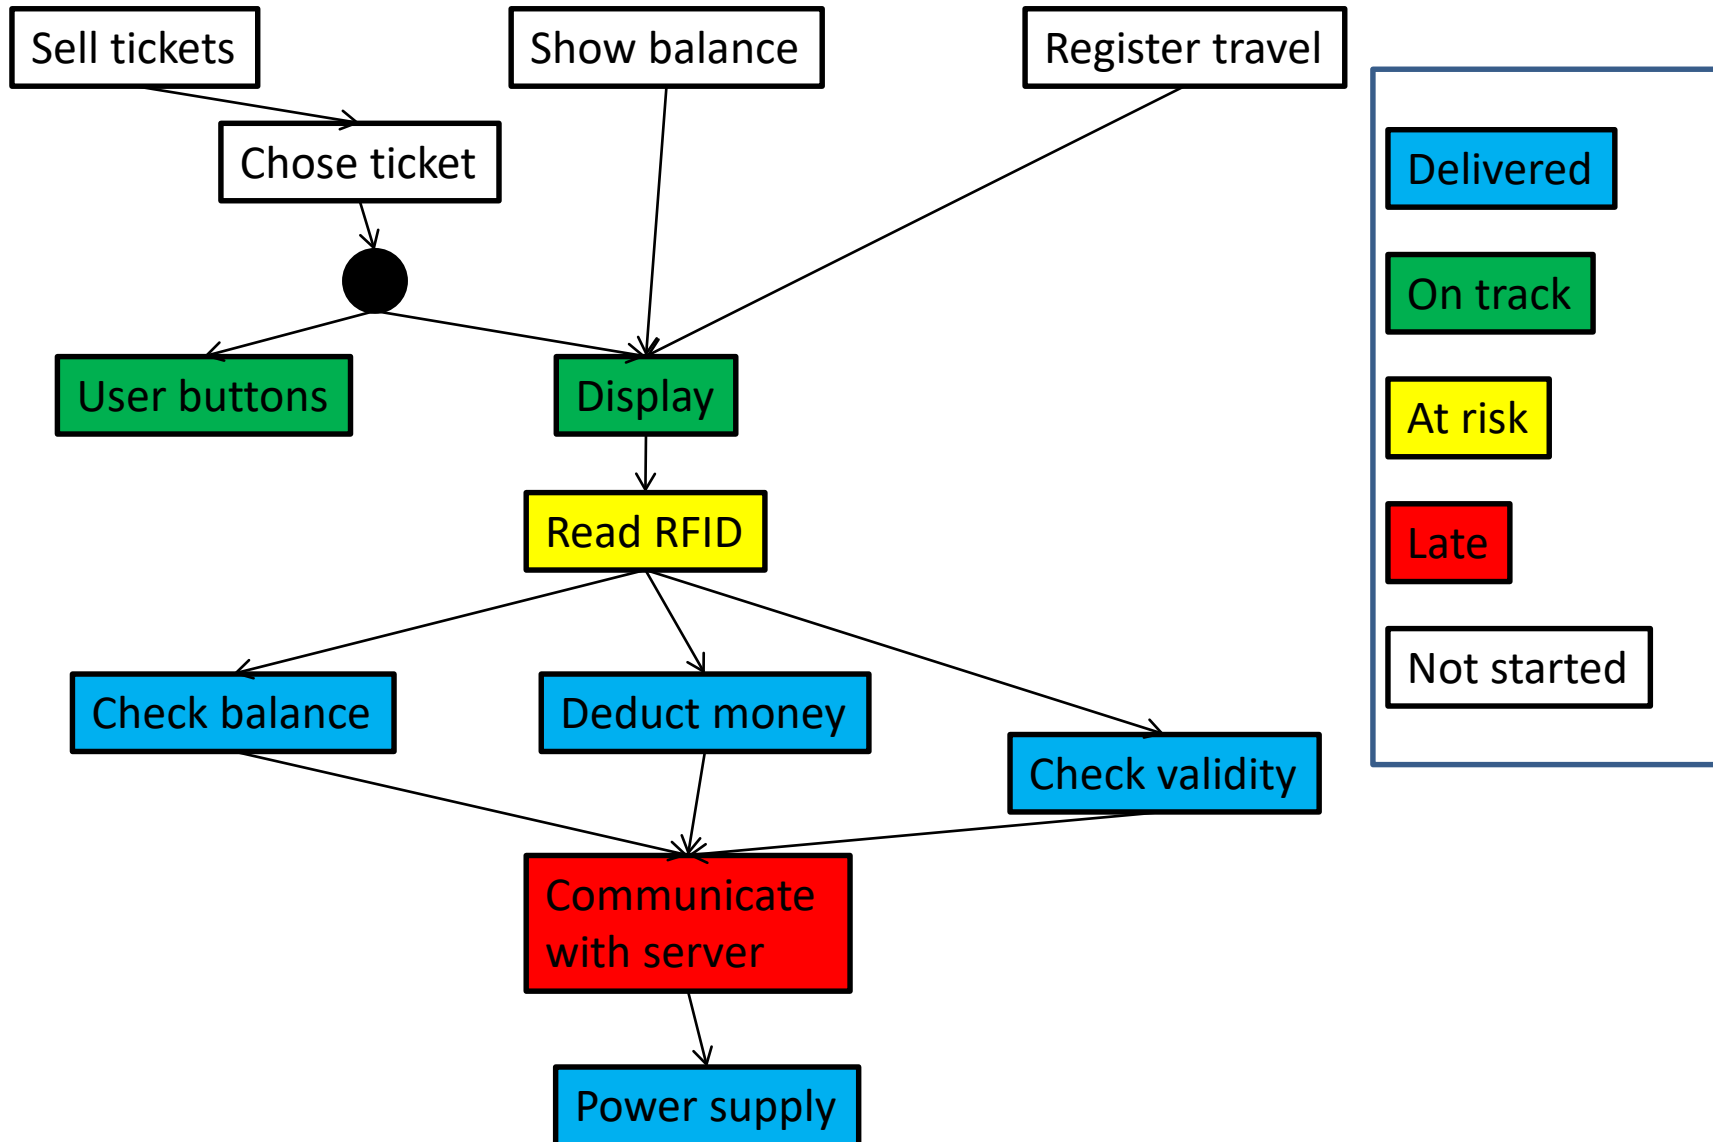 Sell tickets
Show balance
Register travel
Chose ticket
User buttons
Display
Read RFID
Check balance
Deduct money
Check validity
Communicate
with server
Power supply
Delivered
On track
At risk
Late
Not started